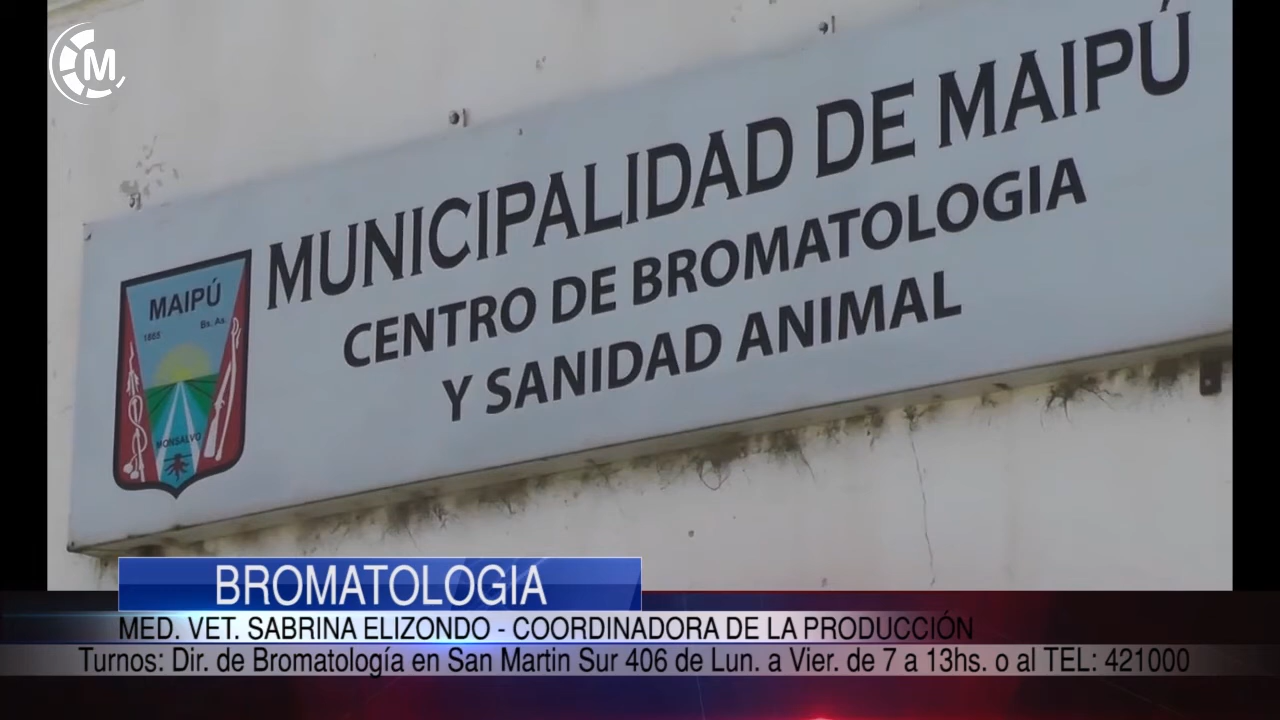 M
MUNICIPALIDAD DE MAIPÚ
CENTRO DE BROMATOLOGIA
Y SANIDAD ANIMAL
MAIPÚ
1865 Bs. As.
MONSALVO
BROMATOLOGIA
MED. VET. SABRINA ELIZONDO - COORDINADORA DE LA PRODUCCIÓN
Turnos: Dir. de Bromatología en San Martin Sur 406 de Lun. a Vier. de 7 a 13hs. o al TEL: 421000